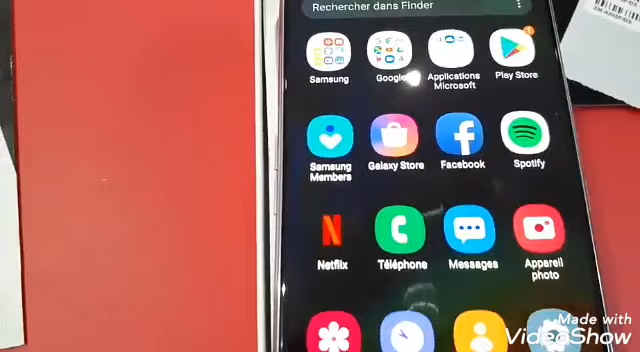 Rechercher dans Finder
Samsung
Google
Applications
Microsoft
Play Store
Samsung
Members
Galaxy Store
Facebook
Spotify
Netflix
Téléphone
Messages
Appareil
photo
Made with
VideoShow